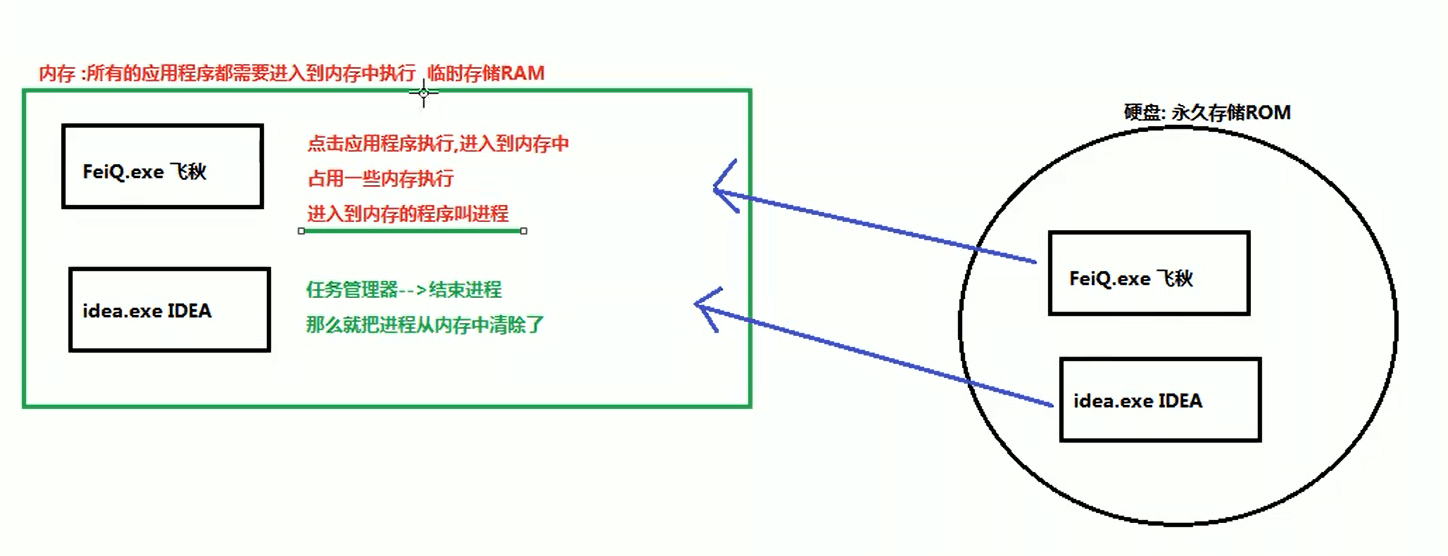 内存 :所有的应用程序都需要进入到内存中执行 临时存储RAM
硬盘: 永久存储ROM
FeiQ.exe 飞秋
点击应用程序执行,进入到内存中
占用一些内存执行
进入到内存的程序叫进程
idea.exe IDEA
任务管理器-->结束进程
那么就把进程从内存中清除了
FeiQ.exe 飞秋
idea.exe IDEA